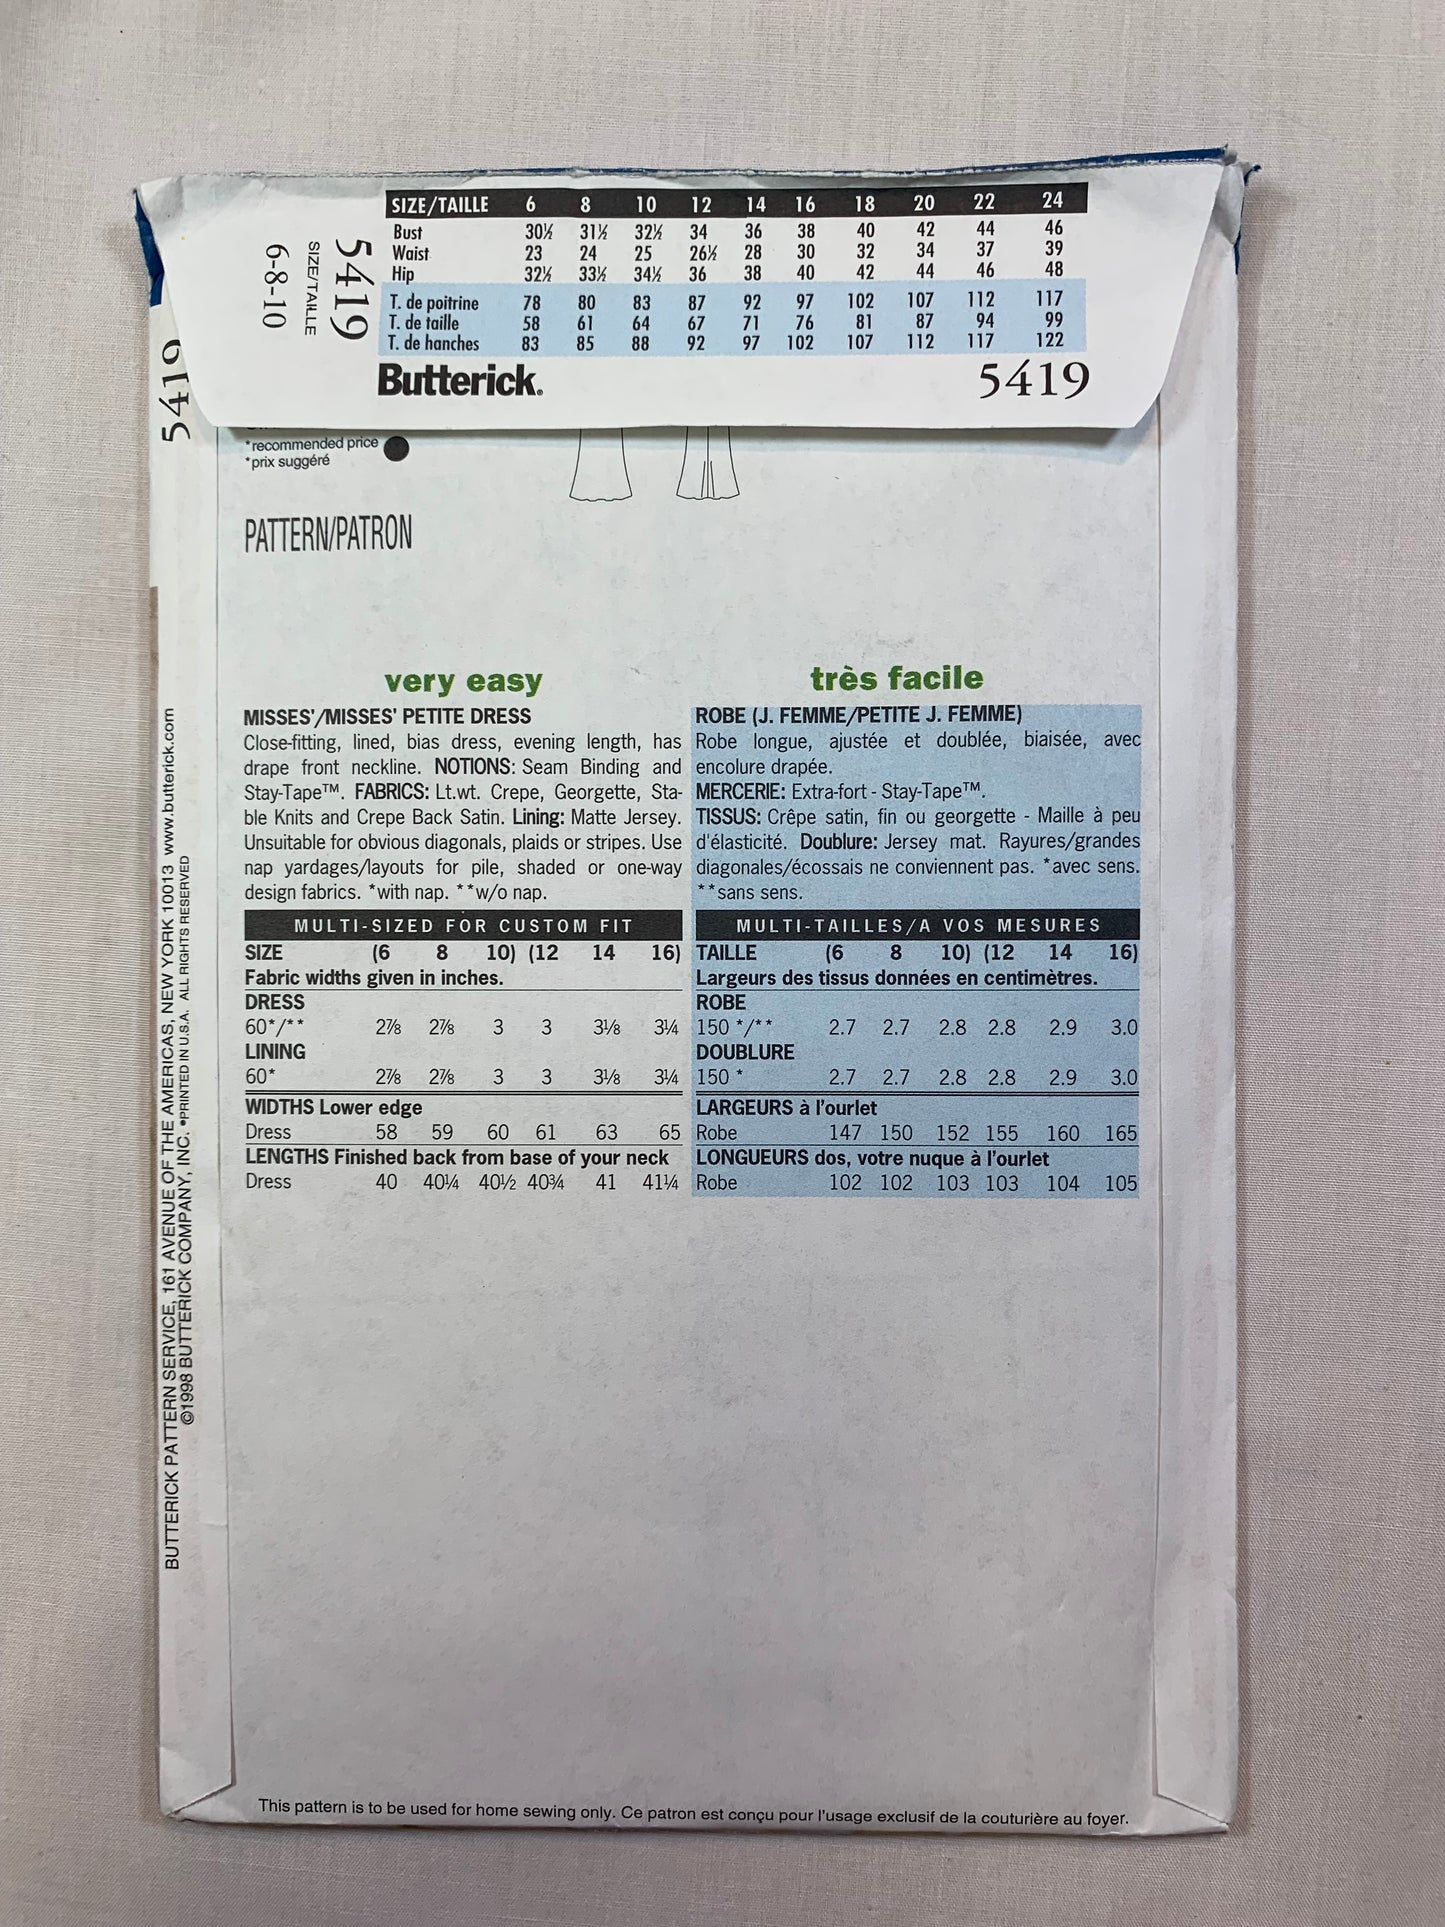 SIZE/TAILLE 6 8 10 12 14 16 18 20 22 24
Bust 30½ 31½ 32½ 34 36 38 40 42 44 46
Waist 23 24 25 26½ 28 30 32 34 37 39
Hip 32½ 33½ 34½ 36 38 40 42 44 46 48
T. de poitrine 78 80 83 87 92 97 102 107 112 117
T. de taille 58 61 64 67 71 76 81 87 94 99
T. de hanches 83 85 88 92 97 102 107 112 117 122
Butterick. 5419
5419
SIZE/TAILLE
6-8-10
5419
*recommended price
*prix suggéré
PATTERN/PATRON
very easy
MISSES'/MISSES' PETITE DRESS
Close-fitting, lined, bias dress, evening length, has
drape front neckline. NOTIONS: Seam Binding and
Stay-Tape™. FABRICS: Lt.wt. Crepe, Georgette, Sta-
ble Knits and Crepe Back Satin. Lining: Matte Jersey.
Unsuitable for obvious diagonals, plaids or stripes. Use
nap yardages/layouts for pile, shaded or one-way
design fabrics. *with nap. **w/o nap.
MULTI-SIZED FOR CUSTOM FIT
SIZE (6 8 10) (12 14 16)
Fabric widths given in inches.
DRESS
60*/** 2⅞ 2⅞ 3 3 3⅛ 3¼
LINING
60* 2⅞ 2⅞ 3 3 3⅛ 3¼
WIDTHS Lower edge
Dress 58 59 60 61 63 65
LENGTHS Finished back from base of your neck
Dress 40 40¼ 40½ 40¾ 41 41¼
très facile
ROBE (J. FEMME/PETITE J. FEMME)
Robe longue, ajustée et doublée, biaisée, avec
encolure drapée.
MERCERIE: Extra-fort - Stay-Tape™.
TISSUS: Crêpe satin, fin ou georgette - Maille à peu
d'élasticité. Doublure: Jersey mat. Rayures/grandes
diagonales/écossais ne conviennent pas. *avec sens.
**sans sens.
MULTI-TAILLES/A VOS MESURES
TAILLE (6 8 10) (12 14 16)
Largeurs des tissus données en centimètres.
ROBE
150 */** 2.7 2.7 2.8 2.8 2.9 3.0
DOUBLURE
150 * 2.7 2.7 2.8 2.8 2.9 3.0
LARGEURS à l'ourlet
Robe 147 150 152 155 160 165
LONGUEURS dos, votre nuque à l'ourlet
Robe 102 102 103 103 104 105
BUTTERICK PATTERN SERVICE, 161 AVENUE OF THE AMERICAS, NEW YORK 10013 www.butterick.com
©1998 BUTTERICK COMPANY, INC. •PRINTED IN U.S.A. ALL RIGHTS RESERVED
This pattern is to be used for home sewing only. Ce patron est conçu pour l'usage exclusif de la couturière au foyer.